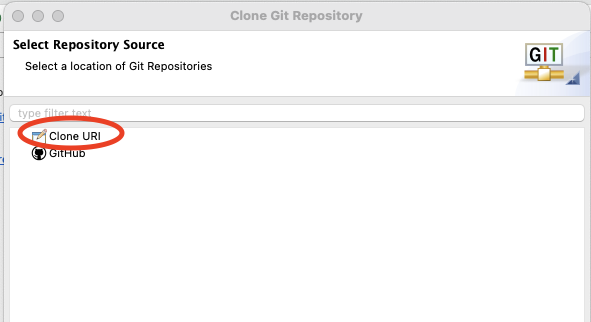 Clone Git Repository
Select Repository Source
Select a location of Git Repositories
GIT
type filter text
Clone URI
GitHub